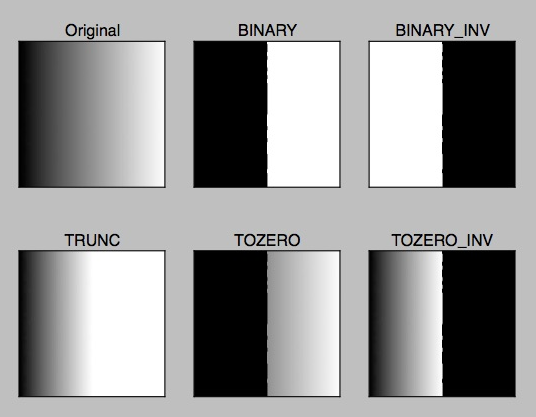 Original
BINARY
BINARY_INV
TRUNC
TOZERO
TOZERO_INV